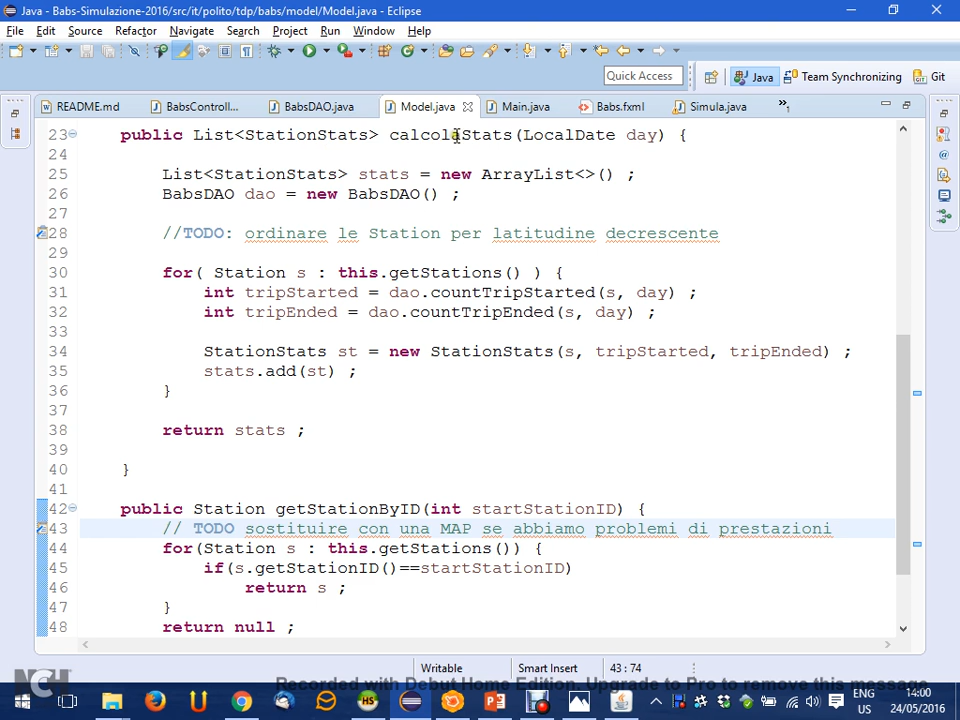 Java - Babs-Simulazione-2016/src/it/polito/tdp/babs/model/Model.java - Eclipse
File Edit Source Refactor Navigate Search Project Run Window Help
Quick Access Java Team Synchronizing Git
README.md BabsControll... BabsDAO.java Model.java Main.java Babs.fxml Simula.java »1
23 public List<StationStats> calcolaStats(LocalDate day) {
24
25 List<StationStats> stats = new ArrayList<>() ;
26 BabsDAO dao = new BabsDAO() ;
27
28 //TODO: ordinare le Station per latitudine decrescente
29
30 for( Station s : this.getStations() ) {
31 int tripStarted = dao.countTripStarted(s, day) ;
32 int tripEnded = dao.countTripEnded(s, day) ;
33
34 StationStats st = new StationStats(s, tripStarted, tripEnded) ;
35 stats.add(st) ;
36 }
37
38 return stats ;
39
40 }
41
42 public Station getStationByID(int startStationID) {
43 // TODO sostituire con una MAP se abbiamo problemi di prestazioni
44 for(Station s : this.getStations()) {
45 if(s.getStationID()==startStationID)
46 return s ;
47 }
48 return null ;
Writable Smart Insert 43 : 74
NCH
Recorded with Debut Home Edition. Upgrade to Pro to remove this message
ENG 14:00
US 24/05/2016